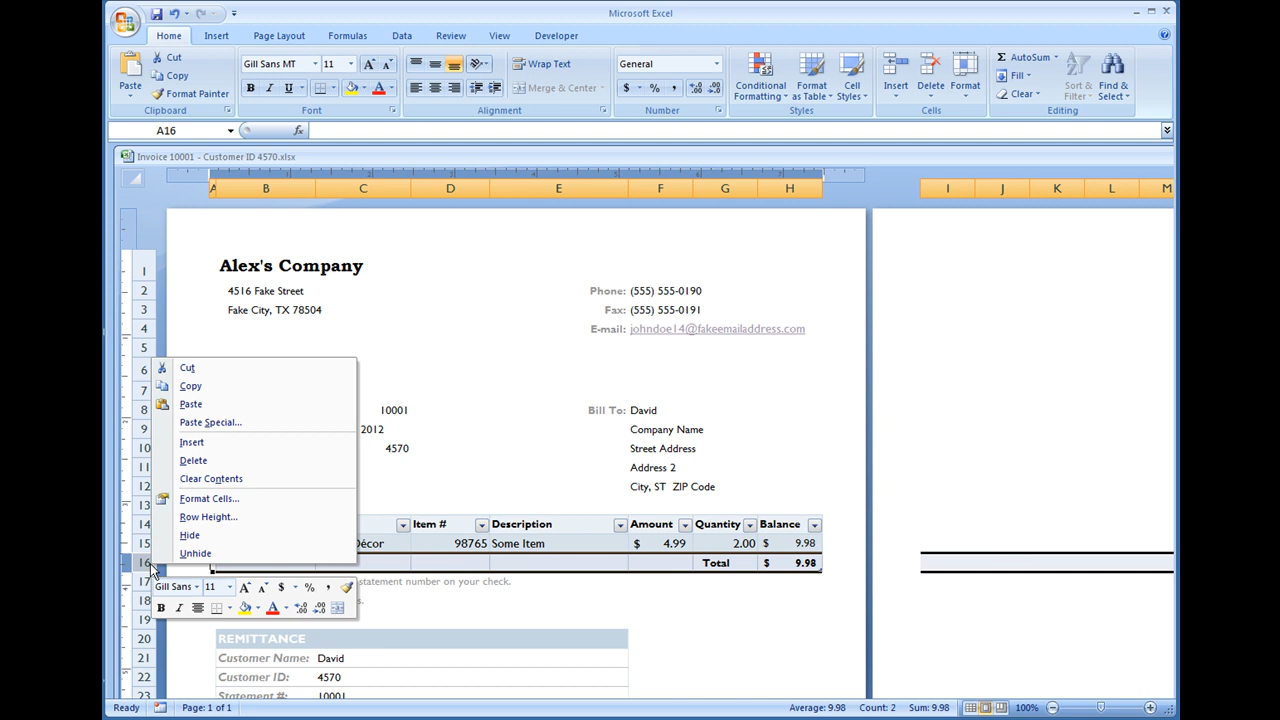 Microsoft Excel
Home Insert Page Layout Formulas Data Review View Developer
Paste
Cut
Copy
Format Painter
Clipboard
Gill Sans MT 11
B I U
Font
Wrap Text
Merge & Center
Alignment
General
$ % ,
Number
Conditional Formatting
Format as Table
Cell Styles
Styles
Insert
Delete
Format
Cells
AutoSum
Fill
Clear
Sort & Filter
Find & Select
Editing
A16 fx
Invoice 10001 - Customer ID 4570.xlsx
A B C D E F G H I J K L M
1 Alex's Company
2 4516 Fake Street Phone: (555) 555-0190
3 Fake City, TX 78504 Fax: (555) 555-0191
4 E-mail: johndoe14@fakeemailaddress.com
5
6
7
8 10001 Bill To: David
9 2012 Company Name
10 4570 Street Address
11 Address 2
12 City, ST ZIP Code
13
14 Item # Description Amount Quantity Balance
15 Décor 98765 Some Item $ 4.99 2.00 $ 9.98
16 Total $ 9.98
17 statement number on your check.
18
19
20 REMITTANCE
21 Customer Name: David
22 Customer ID: 4570
23 Statement #: 10001
Cut
Copy
Paste
Paste Special...
Insert
Delete
Clear Contents
Format Cells...
Row Height...
Hide
Unhide
Gill Sans 11 A A $ % ,
B I A
Ready Page: 1 of 1 Average: 9.98 Count: 2 Sum: 9.98 100%